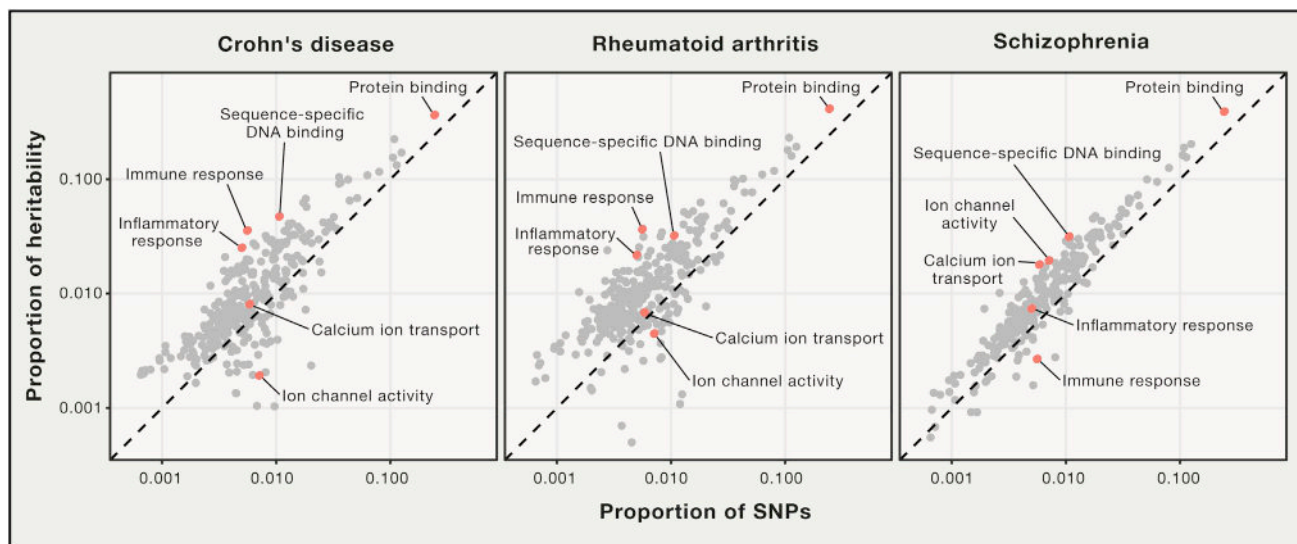 Crohn's disease
Rheumatoid arthritis
Schizophrenia
Proportion of heritability
0.100
0.010
0.001
Protein binding
Sequence-specific
DNA binding
Immune response
Inflammatory
response
Calcium ion transport
Ion channel activity
0.001
0.010
0.100
Protein binding
Sequence-specific DNA binding
Immune response
Inflammatory
response
Calcium ion transport
Ion channel activity
0.001
0.010
0.100
Protein binding
Sequence-specific DNA binding
Ion channel
activity
Calcium ion
transport
Inflammatory response
Immune response
0.001
0.010
0.100
Proportion of SNPs